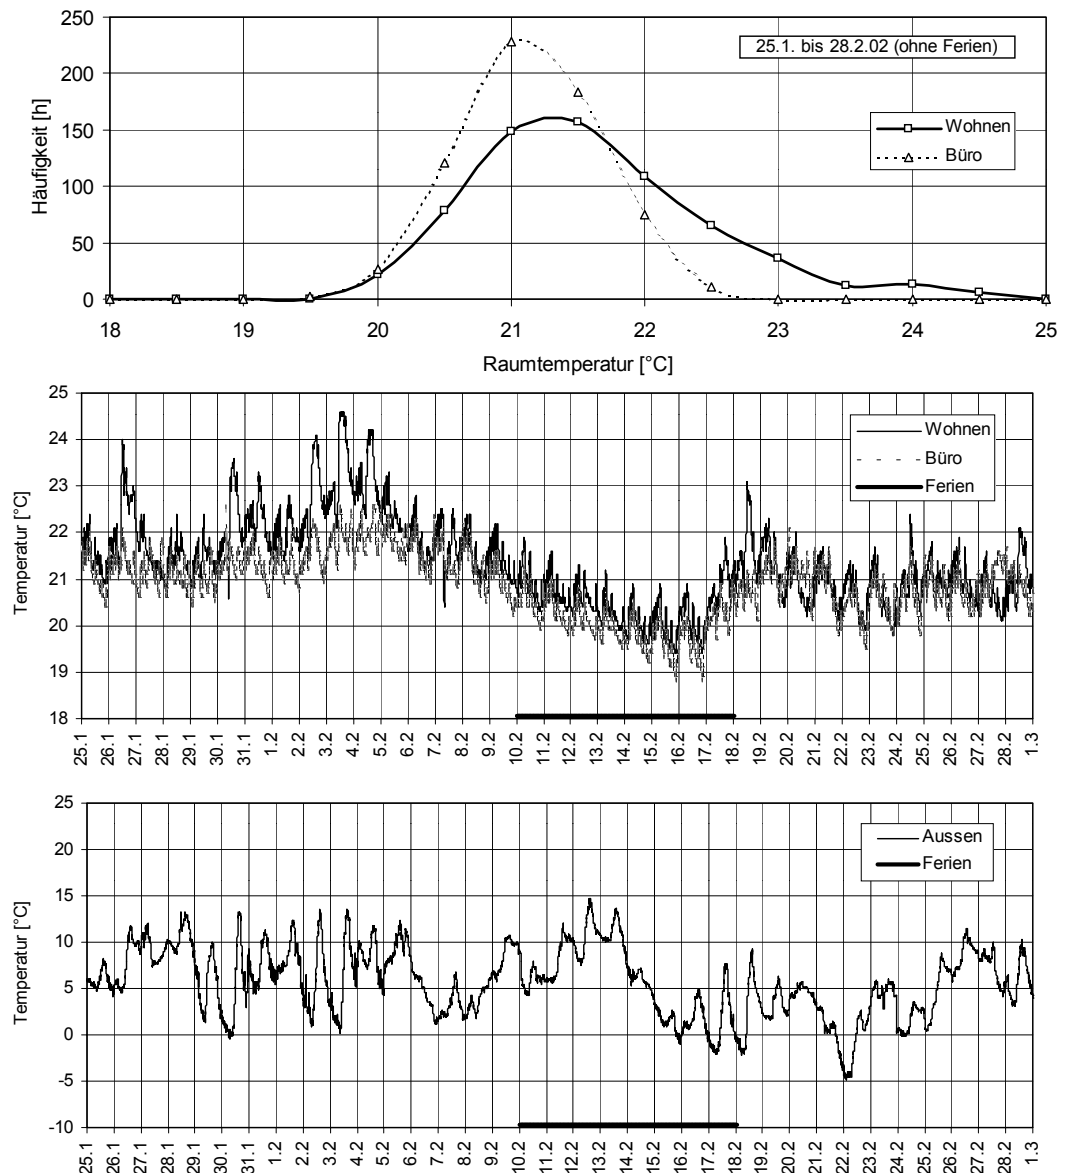 250
200
150
100
50
0
Häufigkeit [h]
25.1. bis 28.2.02 (ohne Ferien)
Wohnen
Büro
18 19 20 21 22 23 24 25
Raumtemperatur [°C]
25
24
23
22
21
20
19
18
Temperatur [°C]
Wohnen
Büro
Ferien
25.1 26.1 27.1 28.1 29.1 30.1 31.1 1.2 2.2 3.2 4.2 5.2 6.2 7.2 8.2 9.2 10.2 11.2 12.2 13.2 14.2 15.2 16.2 17.2 18.2 19.2 20.2 21.2 22.2 23.2 24.2 25.2 26.2 27.2 28.2 1.3
25
20
15
10
5
0
-5
-10
Temperatur [°C]
Aussen
Ferien
25.1 26.1 27.1 28.1 29.1 30.1 31.1 1.2 2.2 3.2 4.2 5.2 6.2 7.2 8.2 9.2 10.2 11.2 12.2 13.2 14.2 15.2 16.2 17.2 18.2 19.2 20.2 21.2 22.2 23.2 24.2 25.2 26.2 27.2 28.2 1.3